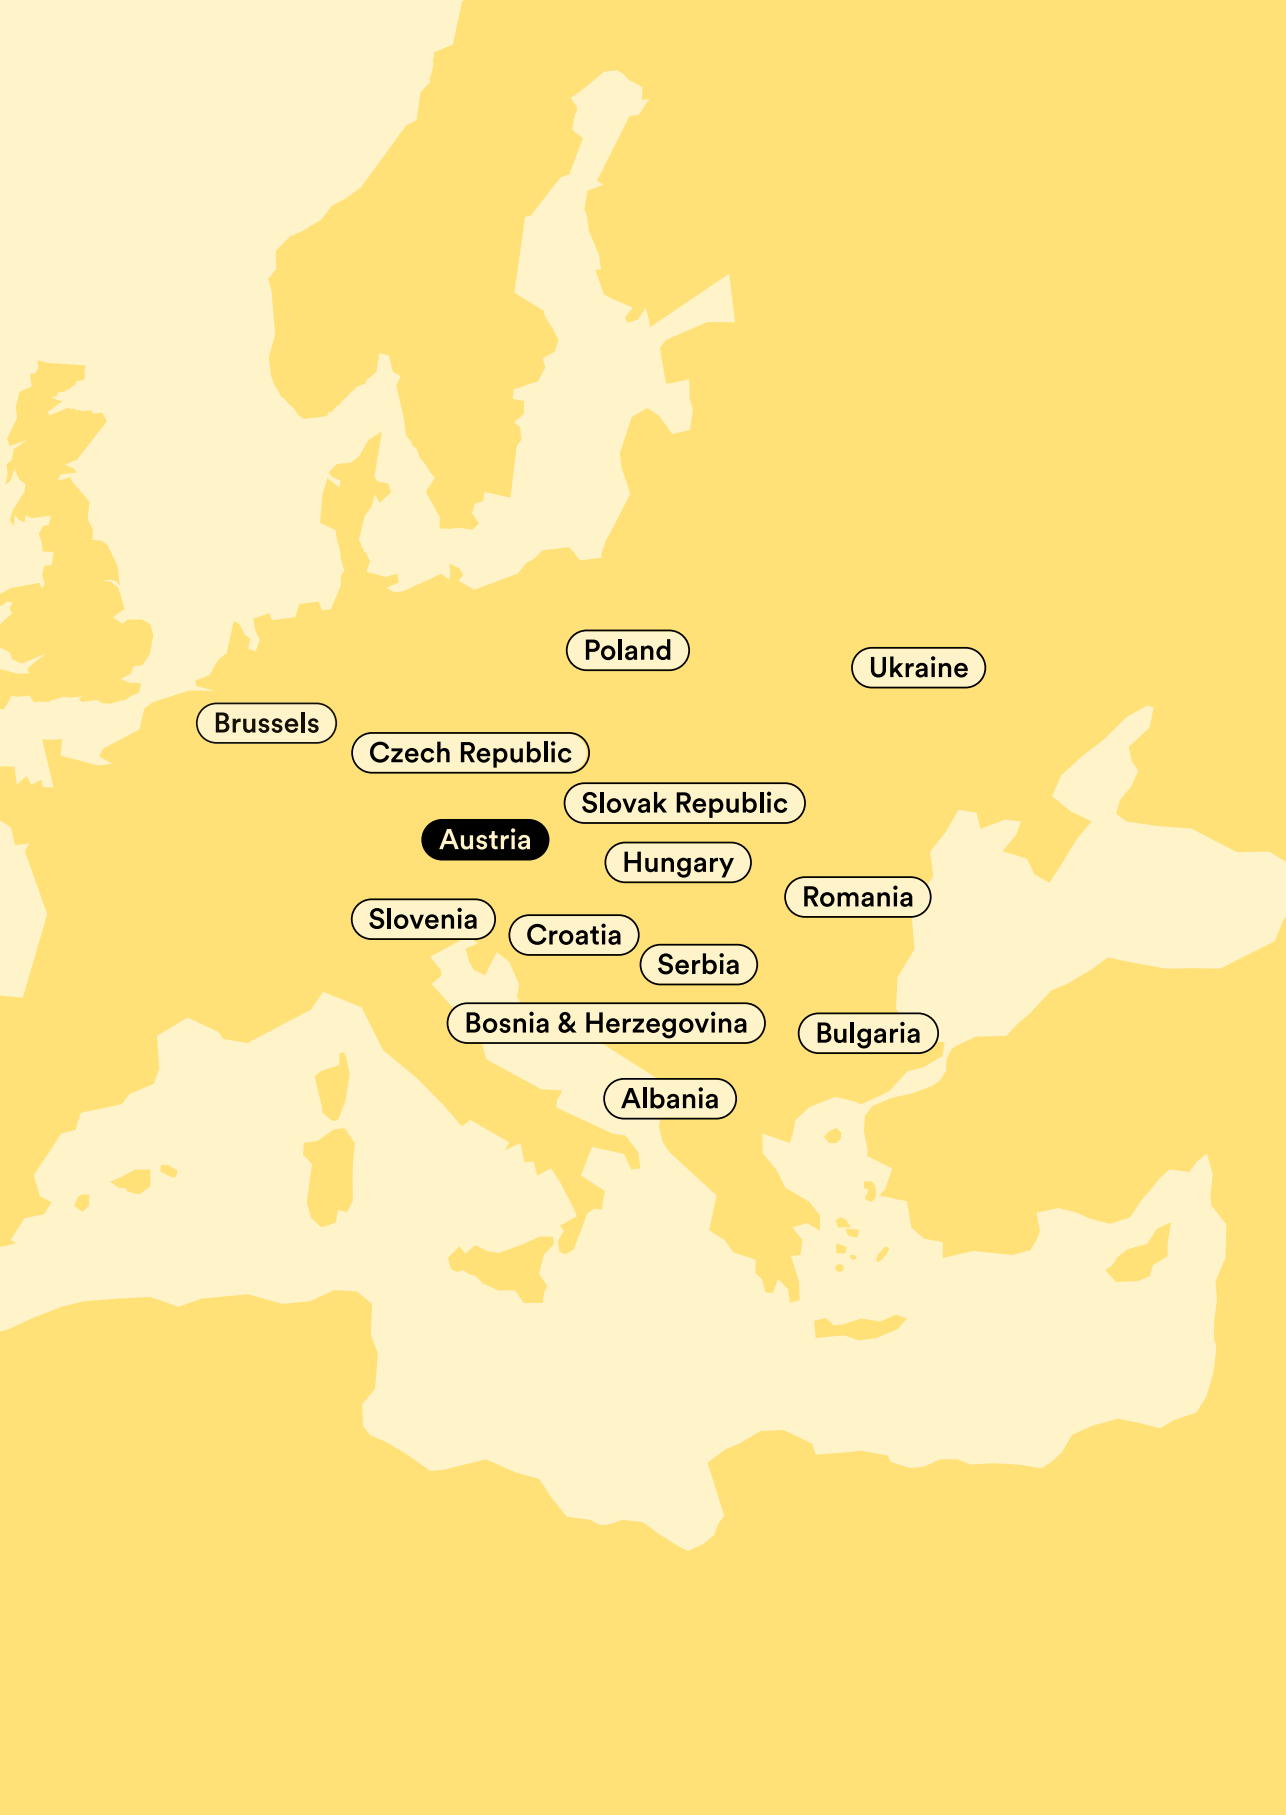 Poland
Ukraine
Brussels
Czech Republic
Slovak Republic
Austria
Hungary
Romania
Slovenia
Croatia
Serbia
Bosnia & Herzegovina
Bulgaria
Albania